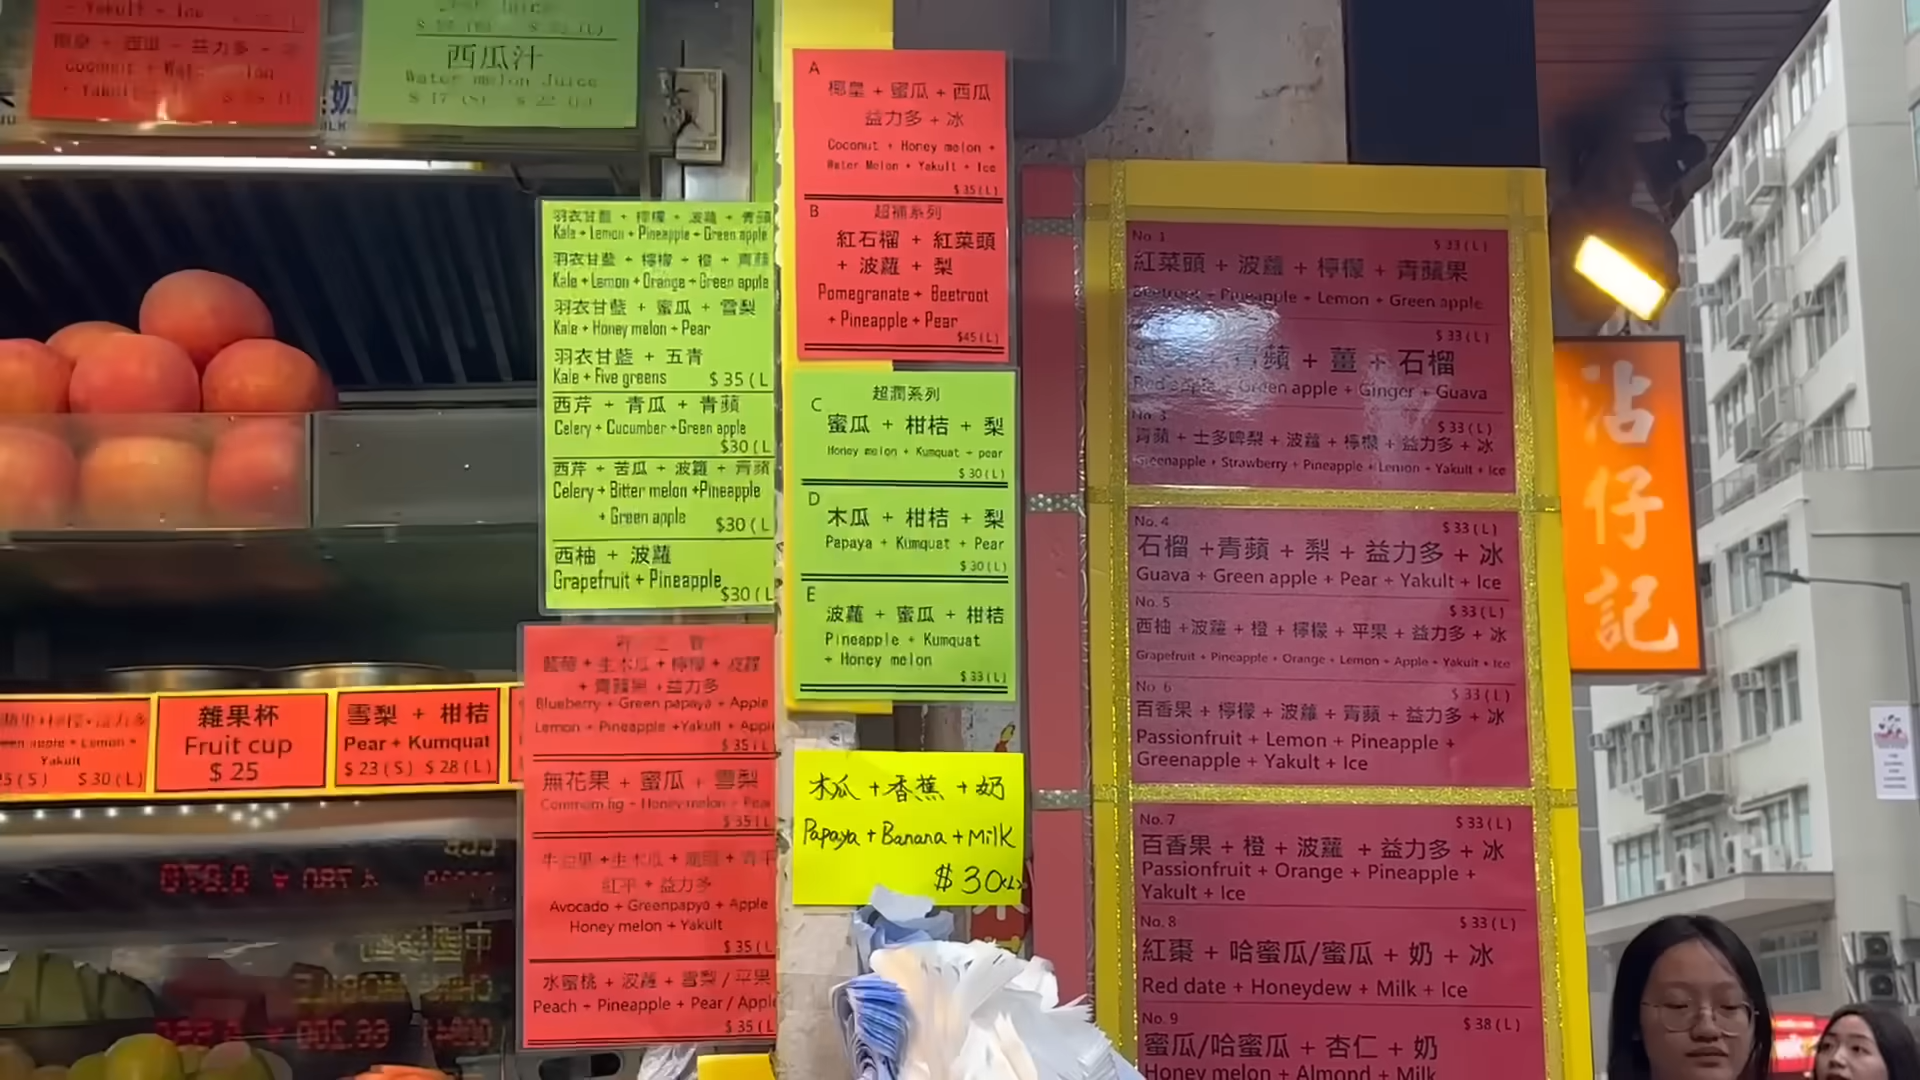 西瓜汁
Water melon Juice
$ 17 (S) $ 22 (L)
A
椰皇 + 蜜瓜 + 西瓜
益力多 + 冰
Coconut + Honey melon +
Water Melon + Yakult + Ice
$ 35 ( L )
B
超補系列
紅石榴 + 紅菜頭
+ 波蘿 + 梨
Pomegranate + Beetroot
+ Pineapple + Pear
$45 ( L )
超潤系列
C
蜜瓜 + 柑桔 + 梨
Honey melon + Kumquat + pear
$ 30 ( L )
D
木瓜 + 柑桔 + 梨
Papaya + Kumquat + Pear
$ 30 ( L )
E
波蘿 + 蜜瓜 + 柑桔
Pineapple + Kumquat
+ Honey melon
$ 33 ( L )
木瓜 + 香蕉 + 奶
Papaya + Banana + Milk
$ 30(L)
羽衣甘藍 + 檸檬 + 波蘿 + 青蘋
Kale + Lemon + Pineapple + Green apple
羽衣甘藍 + 檸檬 + 橙 + 青蘋
Kale + Lemon + Orange + Green apple
羽衣甘藍 + 蜜瓜 + 雪梨
Kale + Honey melon + Pear
羽衣甘藍 + 五青
Kale + Five greens $ 35 ( L
西芹 + 青瓜 + 青蘋
Celery + Cucumber + Green apple
$30 ( L
西芹 + 苦瓜 + 波蘿 + 青蘋
Celery + Bitter melon +Pineapple
+ Green apple $30 ( L
西柚 + 波蘿
Grapefruit + Pineapple
$30 ( L
藍莓 + 生木瓜 + 檸檬 +
+ 青蘋果 + 益力多
Blueberry + Green papaya + Apple
Lemon + Pineapple + Yakult + Appl
$ 35 ( L
無花果 + 蜜瓜 + 雪梨
Commom fig + Honey melon + Pear
$ 35 ( L
牛油果 + 生木瓜 +
紅苹 + 益力多
Avocado + Greenpapya + Apple
Honey melon + Yakult
$ 35 ( L
水蜜桃 + 波蘿 + 雪梨 / 平果
Peach + Pineapple + Pear / Apple
$ 35 ( L
een apple + Lemon +
Yakult
5 ( S ) $ 30 ( L )
雜果杯
Fruit cup
$ 25
雪梨 + 柑桔
Pear + Kumquat
$ 23 ( S ) $ 28 ( L )
No. 1 $ 33 ( L )
紅菜頭 + 波蘿 + 檸檬 + 青蘋果
Beetroot + Pineapple + Lemon + Green apple
$ 33 ( L )
青蘋 + 薑 + 石榴
Red apple + Green apple + Ginger + Guava
No. 3 $ 33 ( L )
青蘋 + 士多啤梨 + 波蘿 + 檸檬 + 益力多 + 冰
Greenapple + Strawberry + Pineapple + Lemon + Yakult + Ice
No. 4 $ 33 ( L )
石榴 +青蘋 + 梨 + 益力多 + 冰
Guava + Green apple + Pear + Yakult + Ice
No. 5 $ 33 ( L )
西柚 +波蘿 + 橙 + 檸檬 + 平果 + 益力多 + 冰
Grapefruit + Pineapple + Orange + Lemon + Apple + Yakult + Ice
No. 6 $ 33 ( L )
百香果 + 檸檬 + 波蘿 + 青蘋 + 益力多 + 冰
Passionfruit + Lemon + Pineapple +
Greenapple + Yakult + Ice
No. 7 $ 33 ( L )
百香果 + 橙 + 波蘿 + 益力多 + 冰
Passionfruit + Orange + Pineapple +
Yakult + Ice
No. 8 $ 33 ( L )
紅棗 + 哈蜜瓜/蜜瓜 + 奶 + 冰
Red date + Honeydew + Milk + Ice
No. 9 $ 38 ( L )
蜜瓜/哈蜜瓜 + 杏仁 + 奶
Honey melon + Almond + Milk
沾仔記